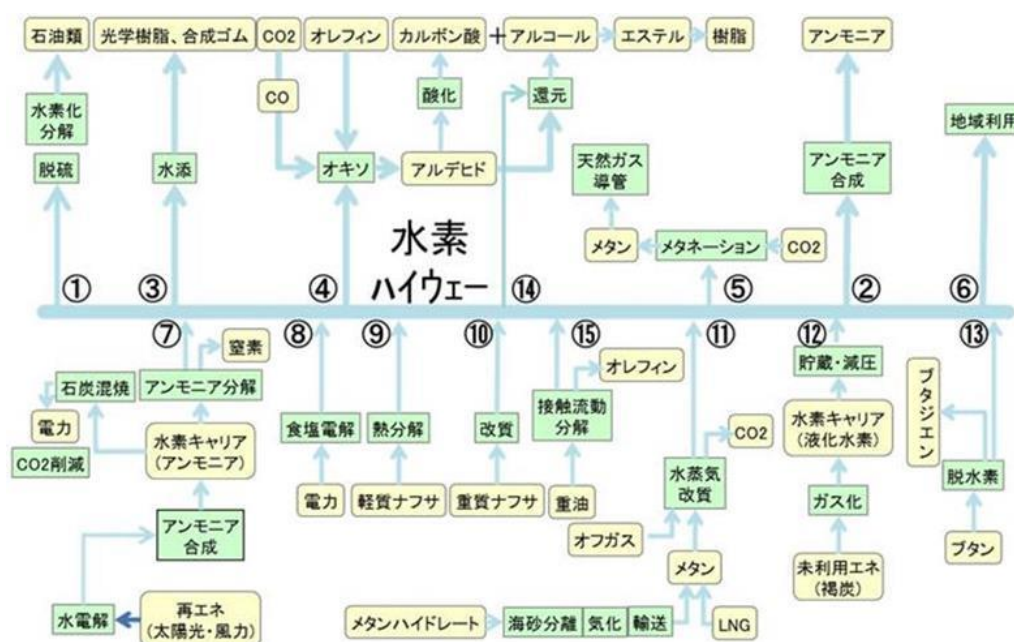 石油類
光学樹脂、合成ゴム
CO2
オレフィン
カルボン酸
+
アルコール
エステル
樹脂
アンモニア
CO
水素化
分解
酸化
還元
地域利用
脱硫
水添
オキソ
アルデヒド
天然ガス
導管
アンモニア
合成
水素
ハイウェー
メタン
メタネーション
CO2
①
③
④
⑭
⑤
②
⑥
⑦
⑧
⑨
⑩
⑮
⑪
⑫
⑬
窒素
石炭混焼
アンモニア分解
電力
CO2削減
水素キャリア
(アンモニア)
アンモニア
合成
水電解
再エネ
(太陽光・風力)
食塩電解
電力
熱分解
軽質ナフサ
改質
重質ナフサ
オレフィン
接触流動
分解
重油
CO2
水蒸気
改質
オフガス
メタン
メタンハイドレート
海砂分離
気化
輸送
LNG
貯蔵・減圧
水素キャリア
(液化水素)
ガス化
未利用エネ
(褐炭)
ブタジエン
脱水素
ブタン